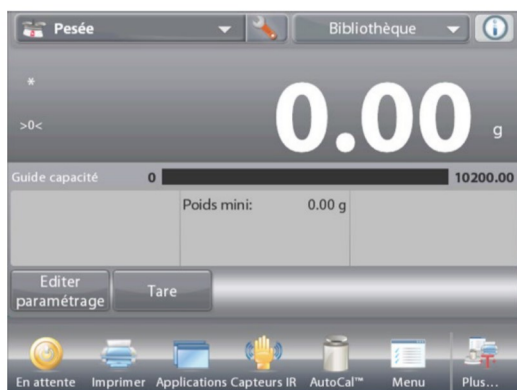 Pesée Bibliothèque
*
>0<
0.00 g
Guide capacité 0 10200.00
Poids mini: 0.00 g
Editer
paramétrage
Tare
En attente Imprimer Applications Capteurs IR AutoCal™ Menu Plus...